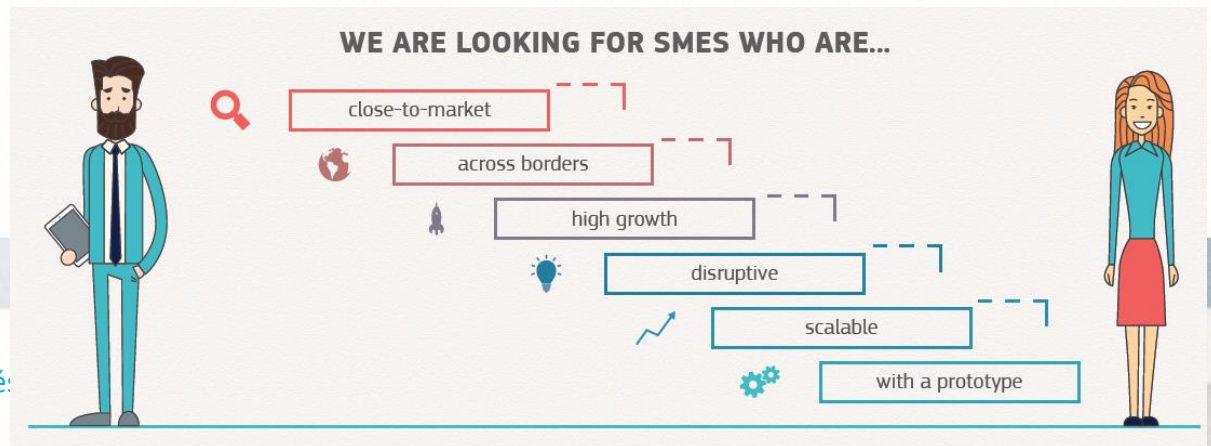 WE ARE LOOKING FOR SMES WHO ARE...
close-to-market
across borders
high growth
disruptive
scalable
with a prototype